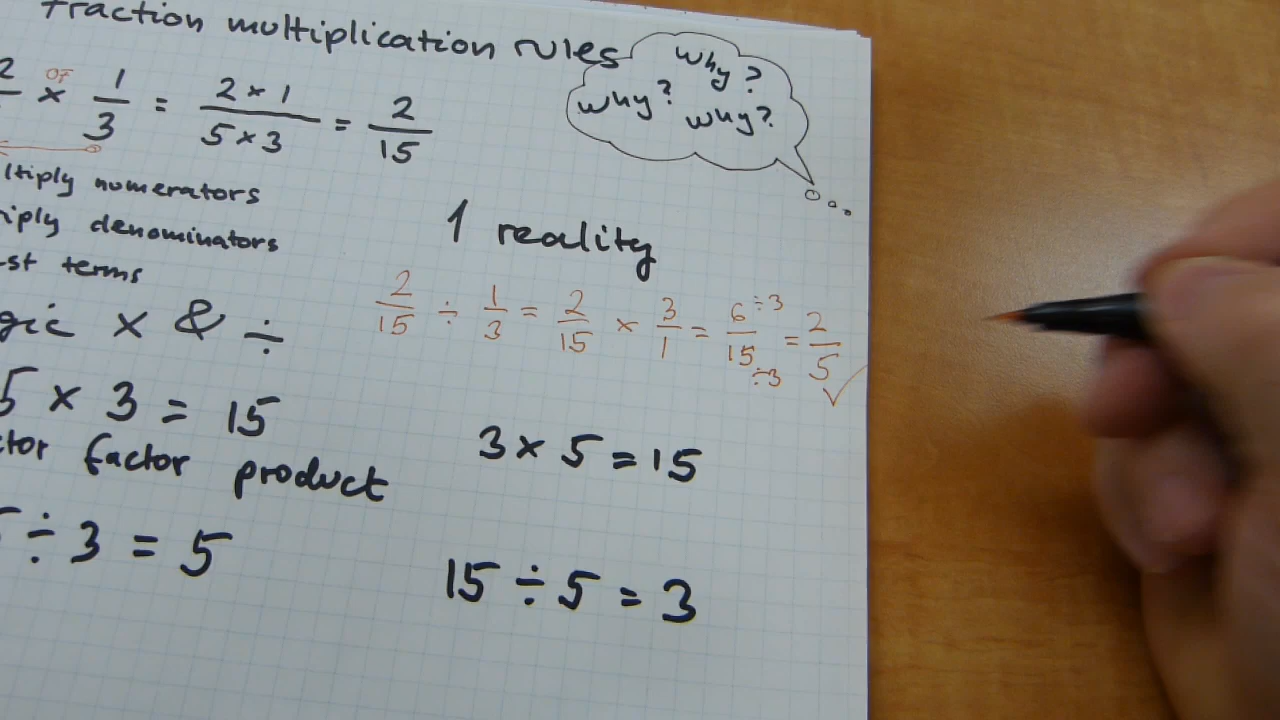 fraction multiplication rules
2/ of × 1/3 = 2 × 1/5 × 3 = 2/15
why?
why?
why?
ltiply numerators
iply denominators
st terms
1 reality
2/15 ÷ 1/3 = 2/15 × 3/1 = 6 ÷3/15 ÷3 = 2/5 ✓
gic × & ÷
5 × 3 = 15
ctor factor product
3 × 5 = 15
÷ 3 = 5
15 ÷ 5 = 3